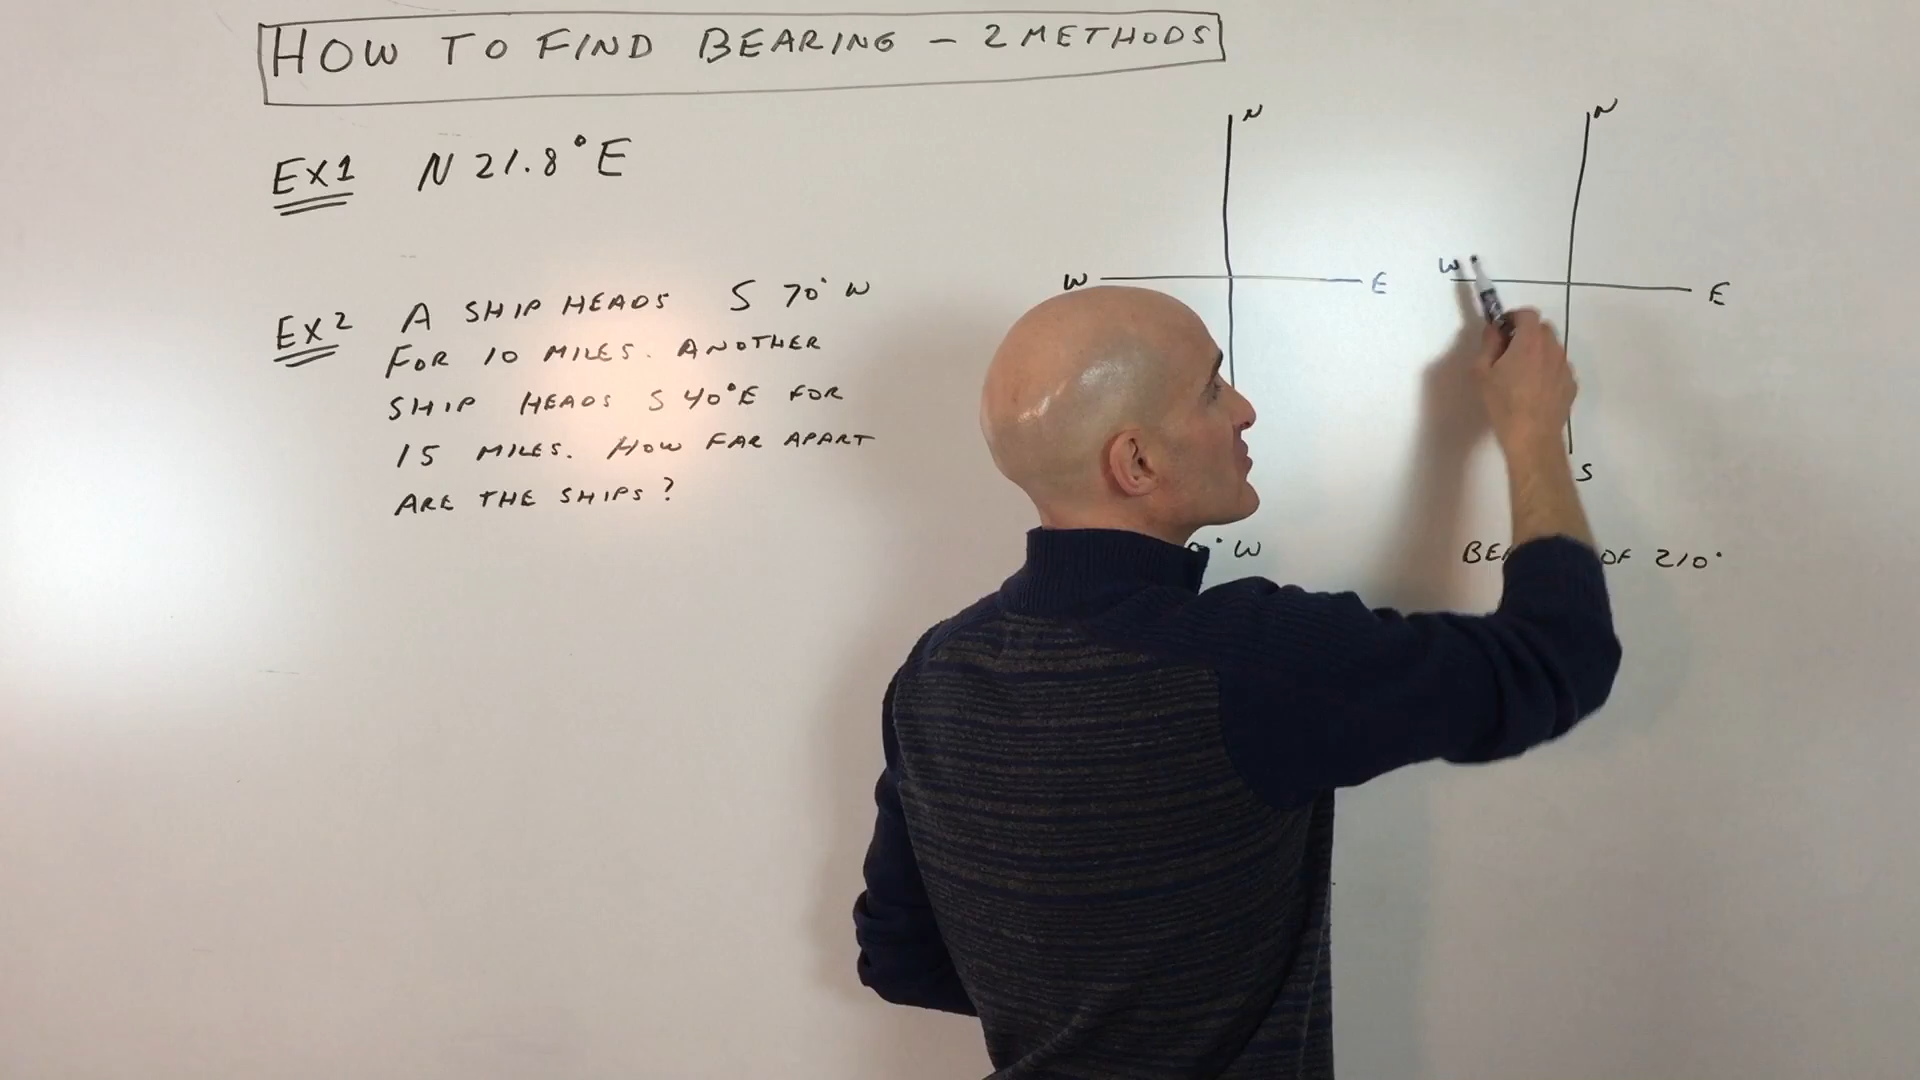 HOW TO FIND BEARING - 2 METHODS
EX1 N 21.8° E
EX2 A SHIP HEADS S 70° W
FOR 10 MILES. ANOTHER
SHIP HEADS S 40° E FOR
15 MILES. HOW FAR APART
ARE THE SHIPS?
N
W E
° W
N
W E
S
OF 210°